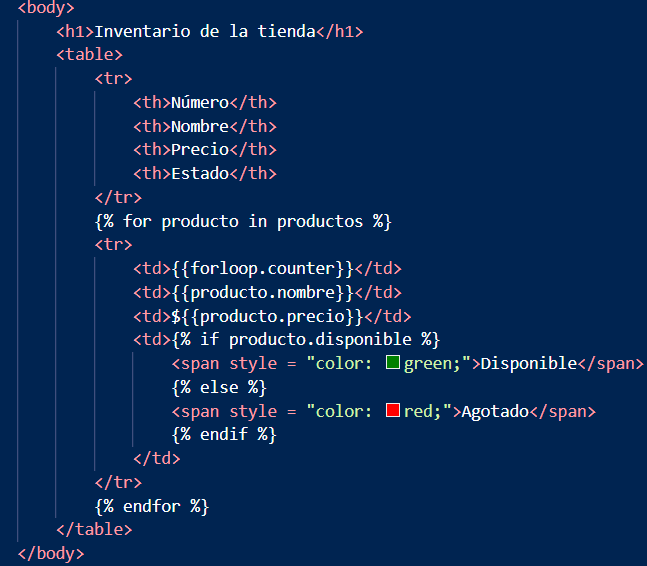 <body>
    <h1>Inventario de la tienda</h1>
    <table>
        <tr>
            <th>Número</th>
            <th>Nombre</th>
            <th>Precio</th>
            <th>Estado</th>
        </tr>
        {% for producto in productos %}
        <tr>
            <td>{{forloop.counter}}</td>
            <td>{{producto.nombre}}</td>
            <td>${{producto.precio}}</td>
            <td>{% if producto.disponible %}
                <span style = "color: green;">Disponible</span>
                {% else %}
                <span style = "color: red;">Agotado</span>
                {% endif %}
            </td>
        </tr>
        {% endfor %}
    </table>
</body>